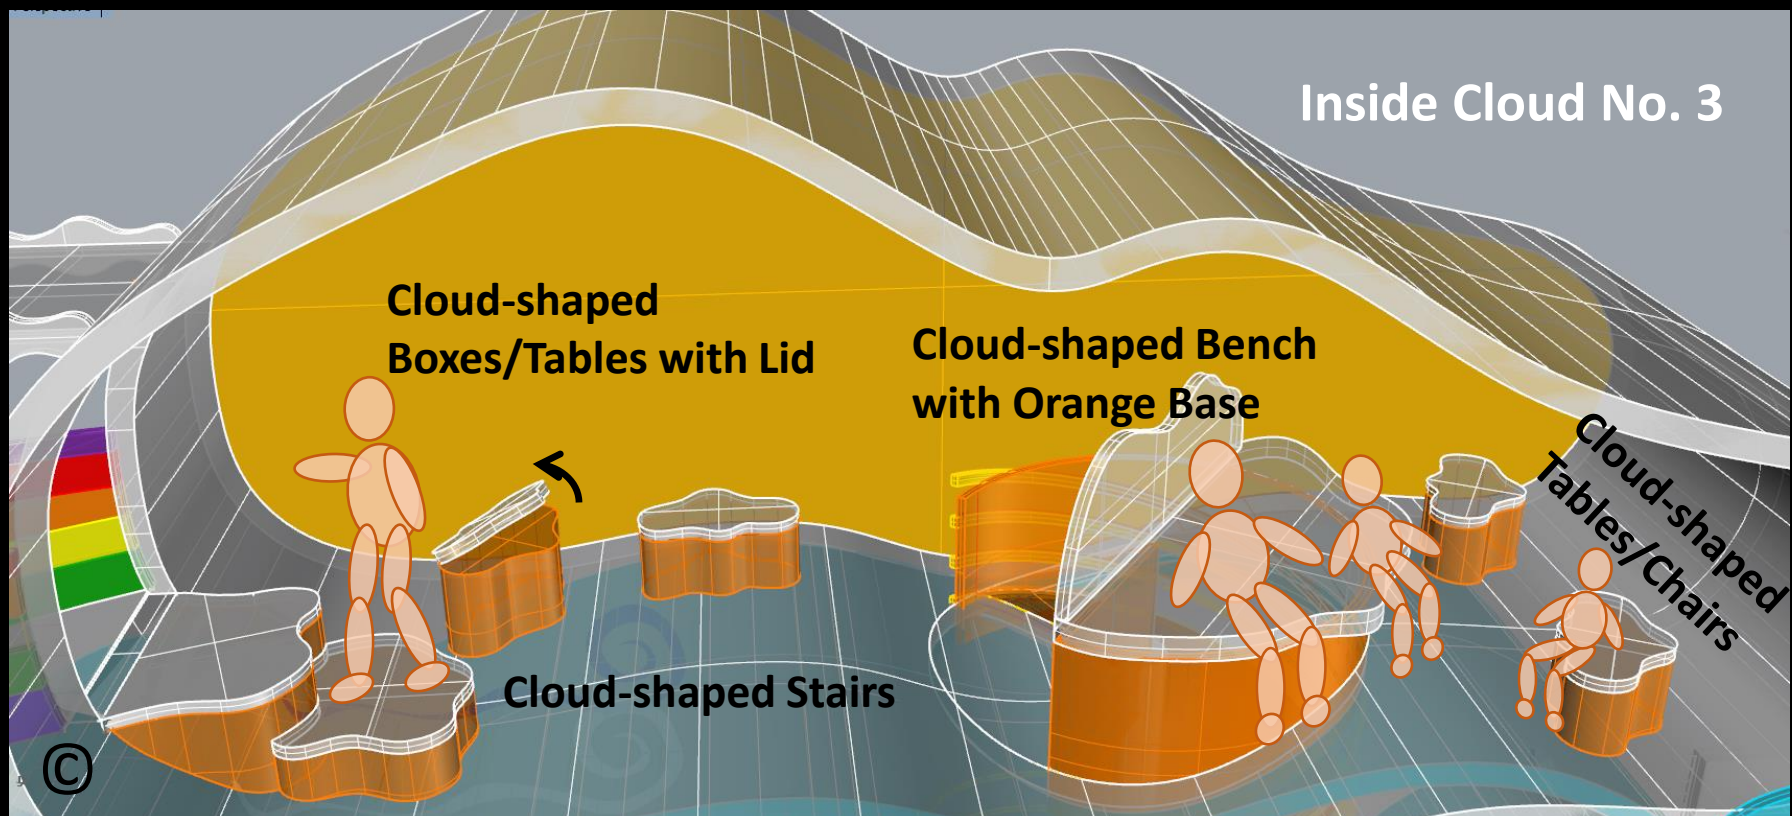 Inside Cloud No. 3
Cloud-shaped
Boxes/Tables with Lid
Cloud-shaped Bench
with Orange Base
Cloud-shaped
Tables/Chairs
Cloud-shaped Stairs
©